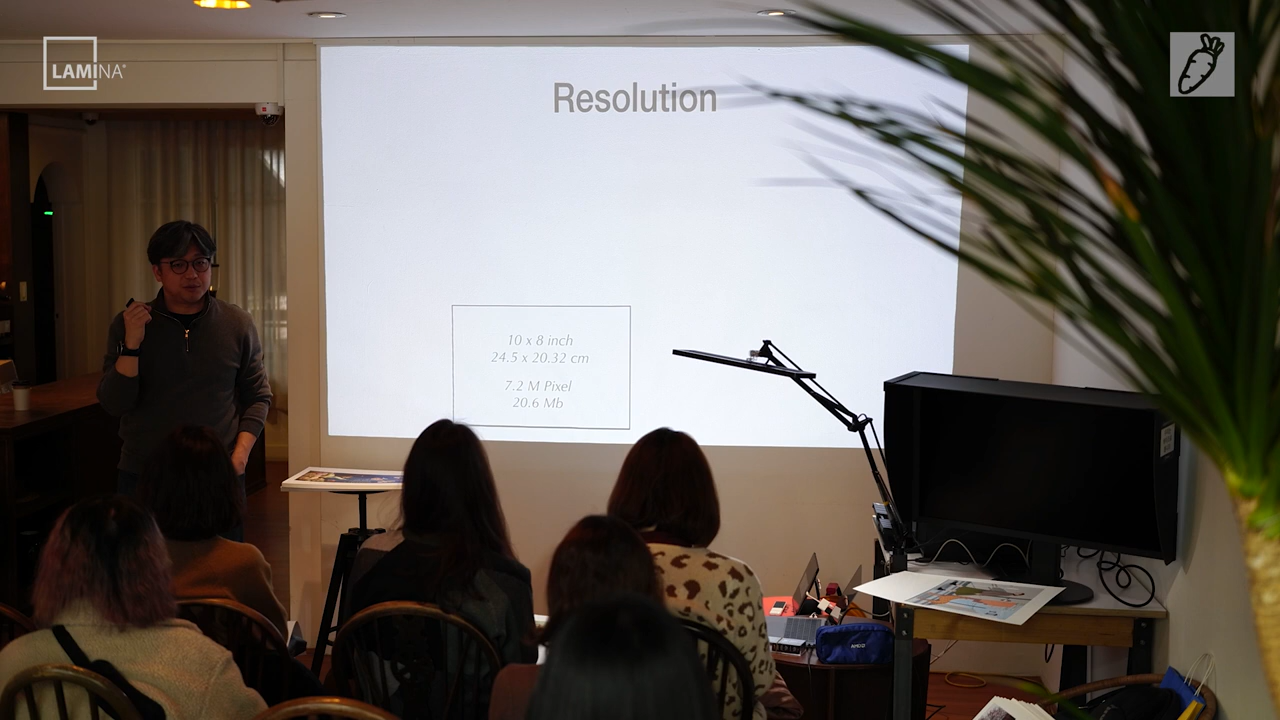 LAMINA
Resolution
10 x 8 inch
24.5 x 20.32 cm
7.2 M Pixel
20.6 Mb